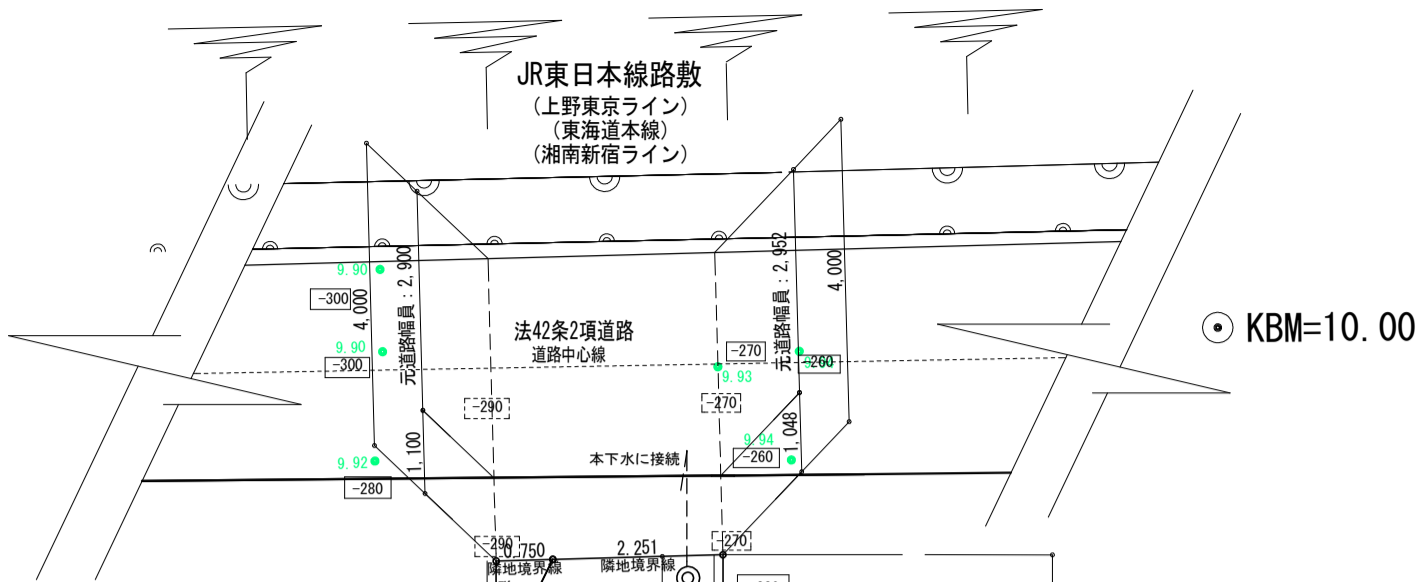 JR東日本線路敷
(上野東京ライン)
(東海道本線)
(湘南新宿ライン)
9.90
-300
4,000
元道路幅員：2,900
9.90
-300
法42条2項道路
道路中心線
-270
9.93
元道路幅員：2,952
4,000
-260
KBM=10.00
-290
-270
1,100
9.92
-280
本下水に接続
9.94
-260
1,048
-290
0.750
隣地境界線
2.251
隣地境界線
-270